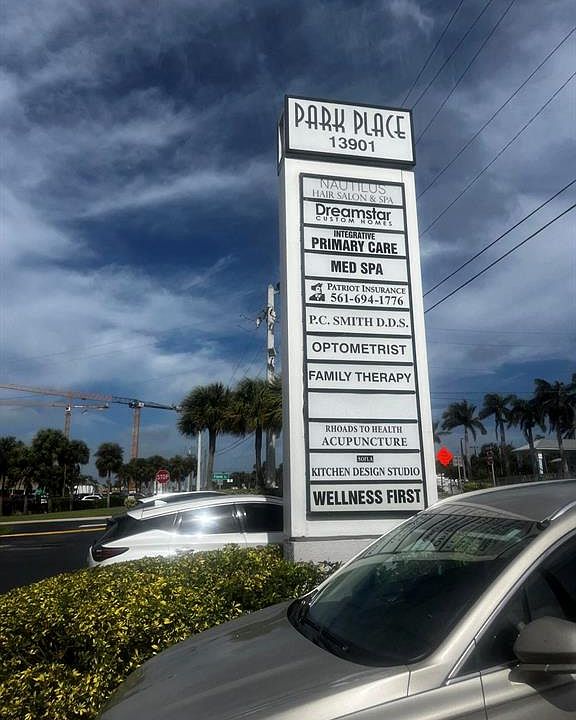 PARK PLACE
13901
NAUTILUS
HAIR SALON & SPA
Dreamstar
CUSTOM HOMES
INTEGRATIVE
PRIMARY CARE
MED SPA
PATRIOT INSURANCE
561-694-1776
P.C. SMITH D.D.S.
OPTOMETRIST
FAMILY THERAPY
RHOADS TO HEALTH
ACUPUNCTURE
KITCHEN DESIGN STUDIO
WELLNESS FIRST
STOP